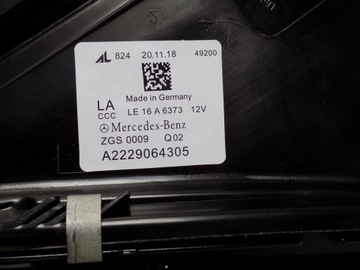 AL 824 20.11.18 49200
Made in Germany
LA LE 16 A 6373 12V
CCC
Mercedes-Benz
ZGS 0009 Q02
A2229064305